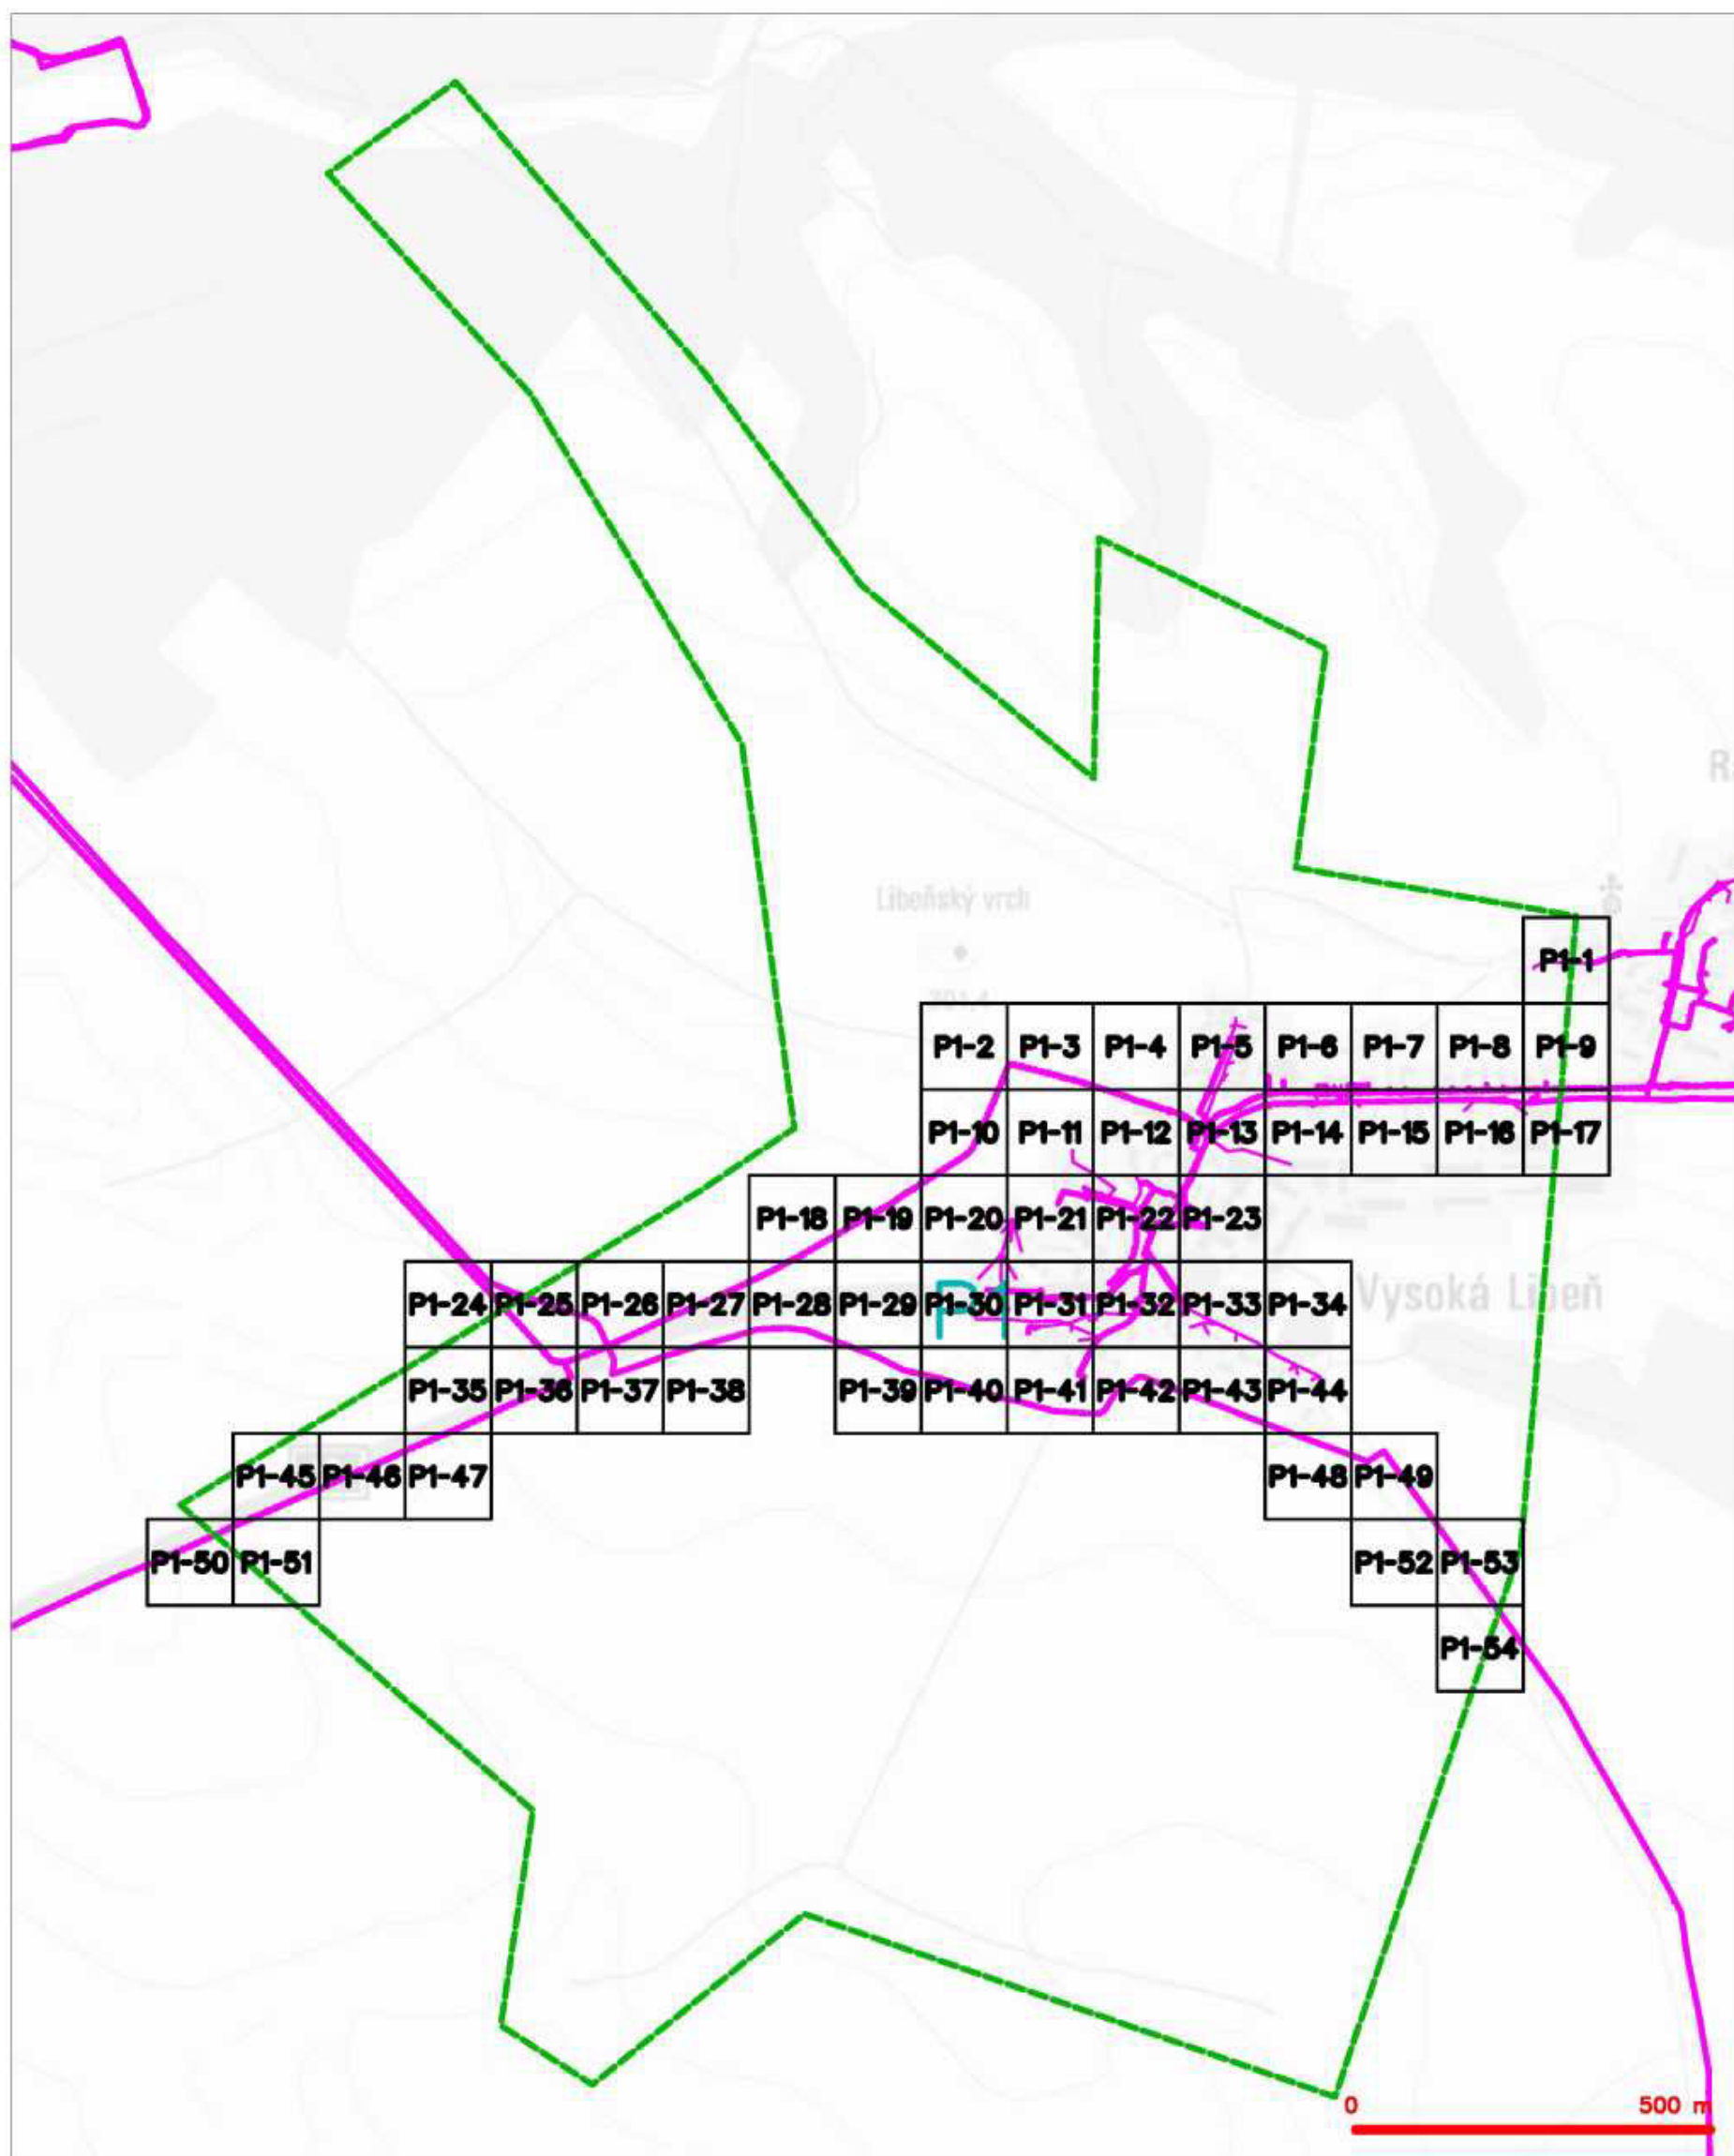 R
Libeňský vrch
P1-1
P1-2 P1-3 P1-4 P1-5 P1-6 P1-7 P1-8 P1-9
P1-10 P1-11 P1-12 P1-13 P1-14 P1-15 P1-16 P1-17
P1-18 P1-19 P1-20 P1-21 P1-22 P1-23
P1-24 P1-25 P1-26 P1-27 P1-28 P1-29 P1-30 P1-31 P1-32 P1-33 P1-34
P1
Vysoká Libeň
P1-35 P1-36 P1-37 P1-38 P1-39 P1-40 P1-41 P1-42 P1-43 P1-44
P1-45 P1-46 P1-47 P1-48 P1-49
P1-50 P1-51 P1-52 P1-53
P1-54
0 500 m